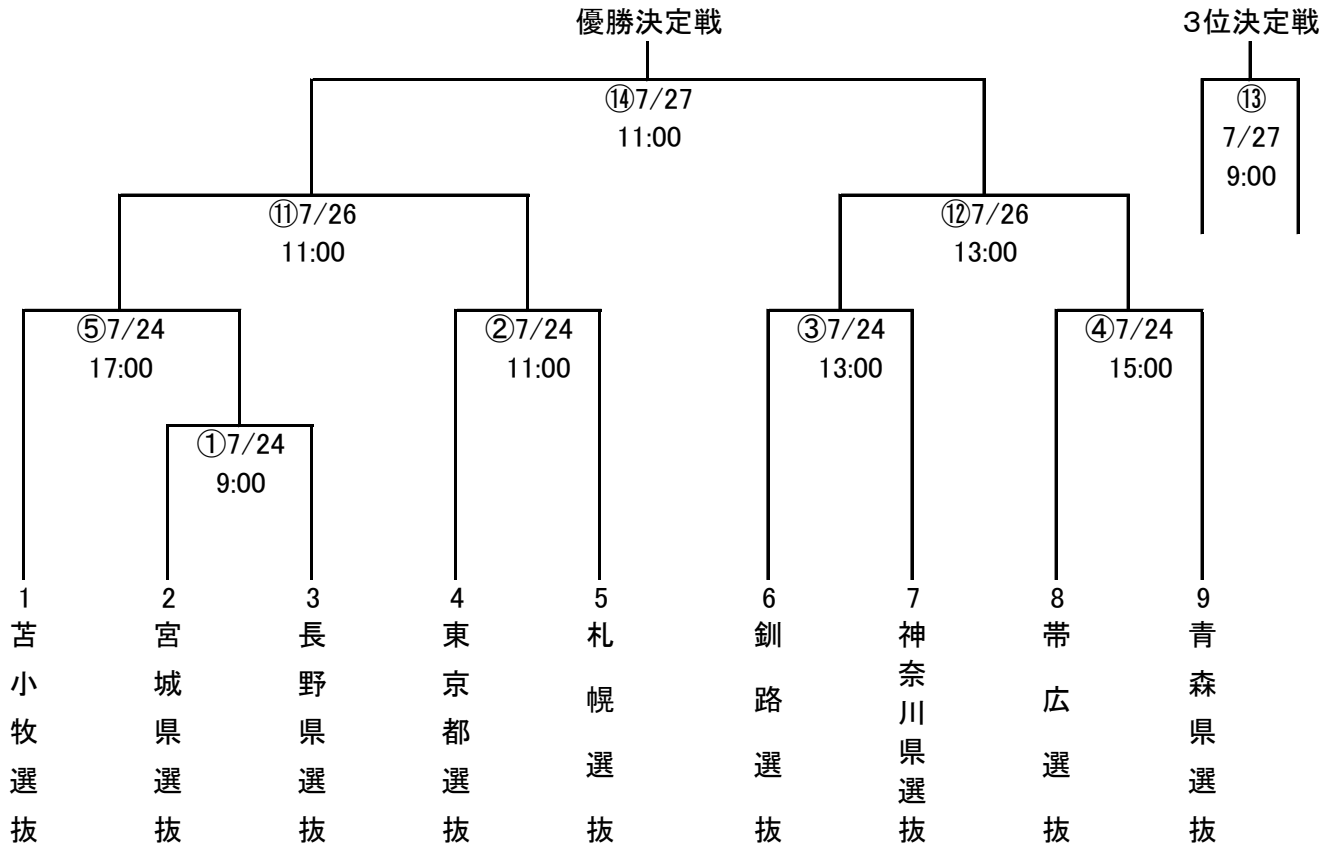 優勝決定戦
3位決定戦
⑭7/27
11:00
⑬
7/27
9:00
⑪7/26
11:00
⑫7/26
13:00
⑤7/24
17:00
②7/24
11:00
③7/24
13:00
④7/24
15:00
①7/24
9:00
1
苫小牧選抜
2
宮城県選抜
3
長野県選抜
4
東京都選抜
5
札幌選抜
6
釧路選抜
7
神奈川県選抜
8
帯広選抜
9
青森県選抜